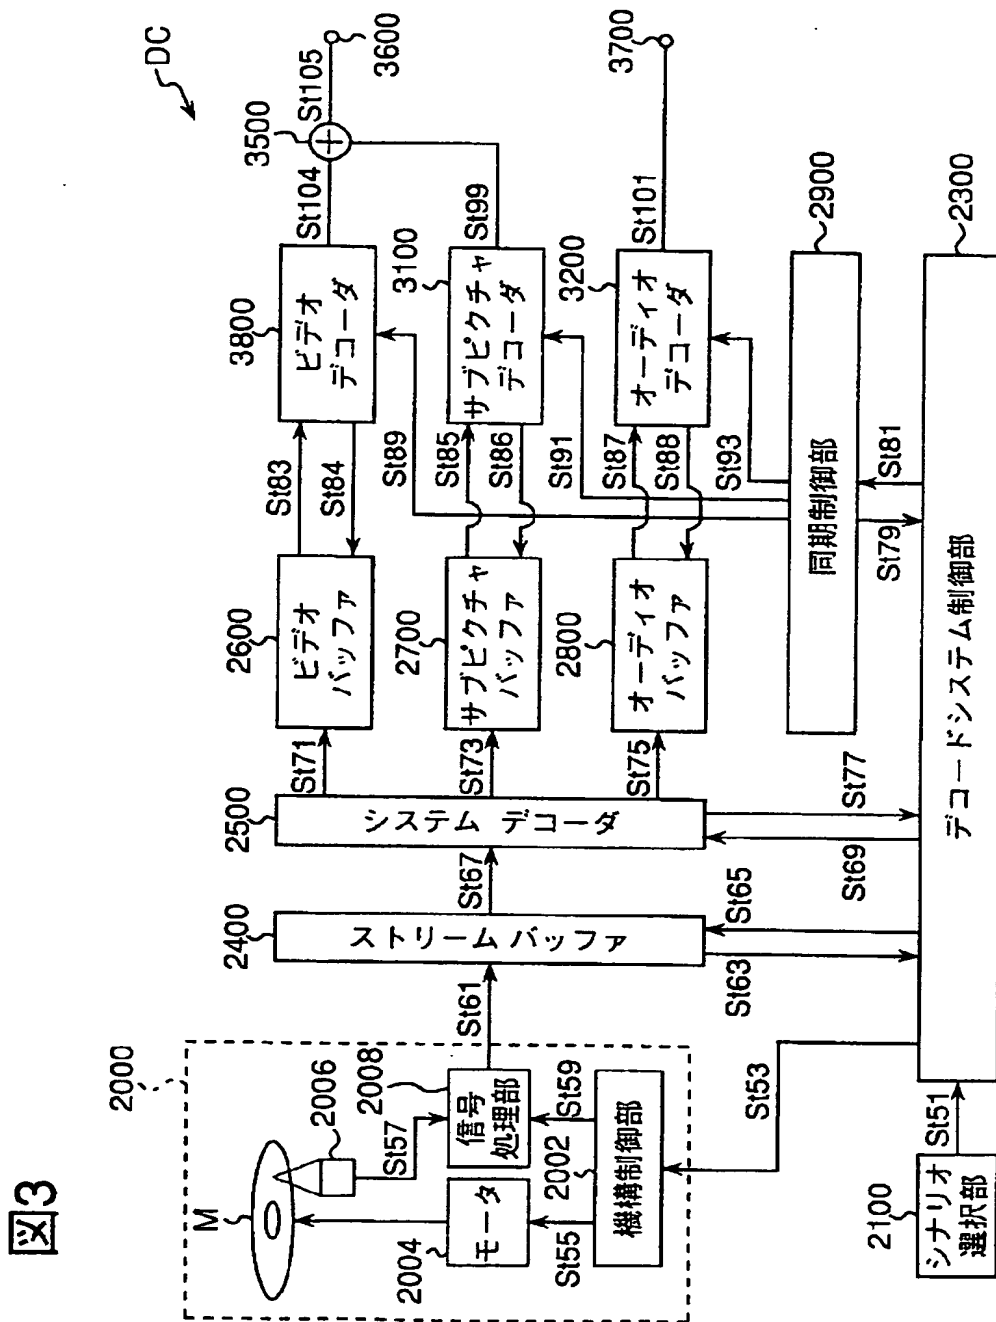 図3
DC
2000
M
2006
2008
信号
処理部
St57
2004
モータ
St55
2002
St59
機構制御部
St61
2400
ストリーム バッファ
St67
2500
システム デコーダ
St63
St65
St69
St77
St71
St73
St75
2600
ビデオ
バッファ
2700
サブピクチャ
バッファ
2800
オーディオ
バッファ
St83
St84
St89
St85
St86
St91
St87
St88
St93
3800
ビデオ
デコーダ
3100
サブピクチャ
デコーダ
3200
オーディオ
デコーダ
St104
3500
St105
3600
St99
St101
3700
2900
同期制御部
St79
St81
2300
デコードシステム制御部
St53
St51
2100
シナリオ
選択部